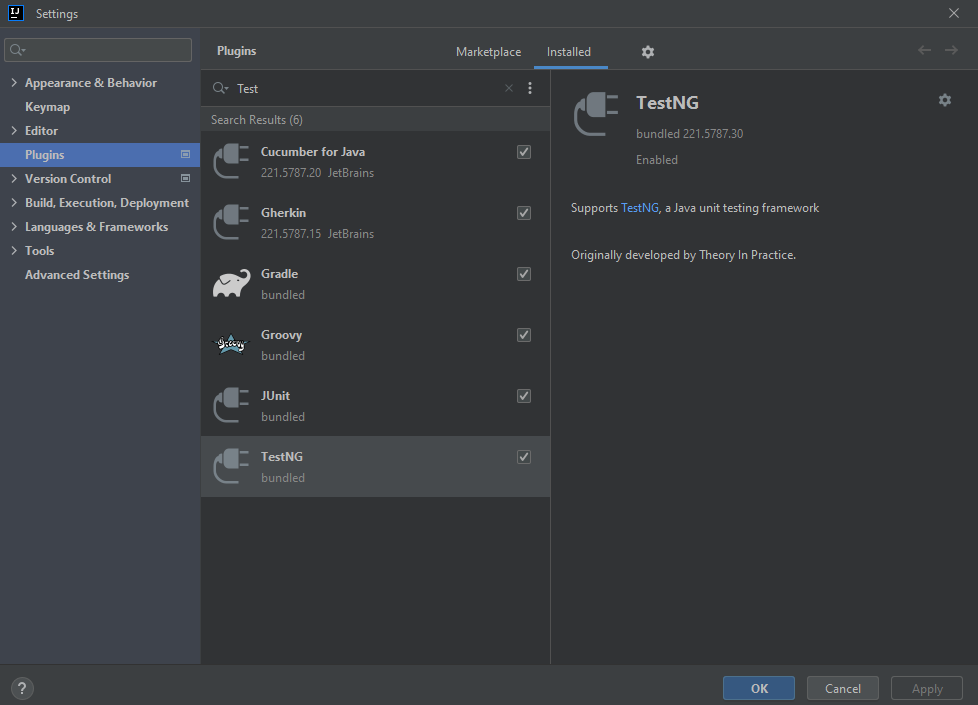 IJ
Settings
Appearance & Behavior
Keymap
Editor
Plugins
Version Control
Build, Execution, Deployment
Languages & Frameworks
Tools
Advanced Settings
Plugins
Marketplace
Installed
Test
Search Results (6)
Cucumber for Java
221.5787.20 JetBrains
Gherkin
221.5787.15 JetBrains
Gradle
bundled
Groovy
bundled
JUnit
bundled
TestNG
bundled
TestNG
bundled 221.5787.30
Enabled
Supports TestNG, a Java unit testing framework
Originally developed by Theory In Practice.
?
OK
Cancel
Apply